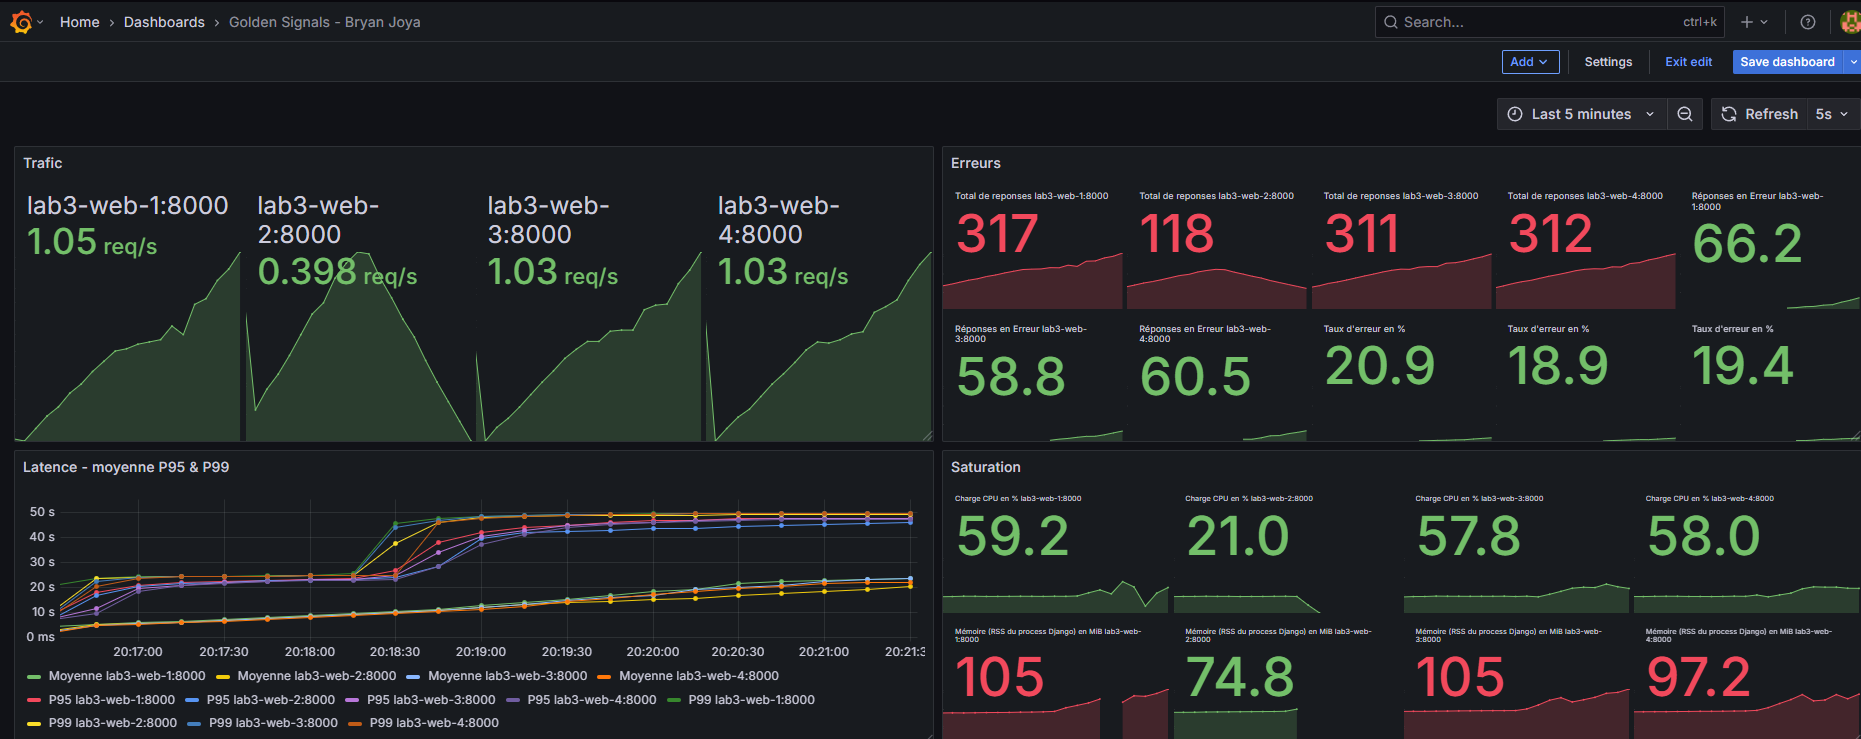 Home › Dashboards › Golden Signals - Bryan Joya
Search... ctrl+k
Add Settings Exit edit Save dashboard
Last 5 minutes Refresh 5s
Trafic
lab3-web-1:8000
1.05 req/s
lab3-web-
2:8000
0.398 req/s
lab3-web-
3:8000
1.03 req/s
lab3-web-
4:8000
1.03 req/s
Erreurs
Total de reponses lab3-web-1:8000
317
Total de reponses lab3-web-2:8000
118
Total de reponses lab3-web-3:8000
311
Total de reponses lab3-web-4:8000
312
Réponses en Erreur lab3-web-
1:8000
66.2
Réponses en Erreur lab3-web-
3:8000
58.8
Réponses en Erreur lab3-web-
4:8000
60.5
Taux d'erreur en %
20.9
Taux d'erreur en %
18.9
Taux d'erreur en %
19.4
Latence - moyenne P95 & P99
50 s
40 s
30 s
20 s
10 s
0 ms
20:17:00 20:17:30 20:18:00 20:18:30 20:19:00 20:19:30 20:20:00 20:20:30 20:21:00 20:21:3
Moyenne lab3-web-1:8000 Moyenne lab3-web-2:8000 Moyenne lab3-web-3:8000 Moyenne lab3-web-4:8000
P95 lab3-web-1:8000 P95 lab3-web-2:8000 P95 lab3-web-3:8000 P95 lab3-web-4:8000 P99 lab3-web-1:8000
P99 lab3-web-2:8000 P99 lab3-web-3:8000 P99 lab3-web-4:8000
Saturation
Charge CPU en % lab3-web-1:8000
59.2
Charge CPU en % lab3-web-2:8000
21.0
Charge CPU en % lab3-web-3:8000
57.8
Charge CPU en % lab3-web-4:8000
58.0
Mémoire (RSS du process Django) en MiB lab3-web-
1:8000
105
Mémoire (RSS du process Django) en MiB lab3-web-
2:8000
74.8
Mémoire (RSS du process Django) en MiB lab3-web-
3:8000
105
Mémoire (RSS du process Django) en MiB lab3-web-
4:8000
97.2